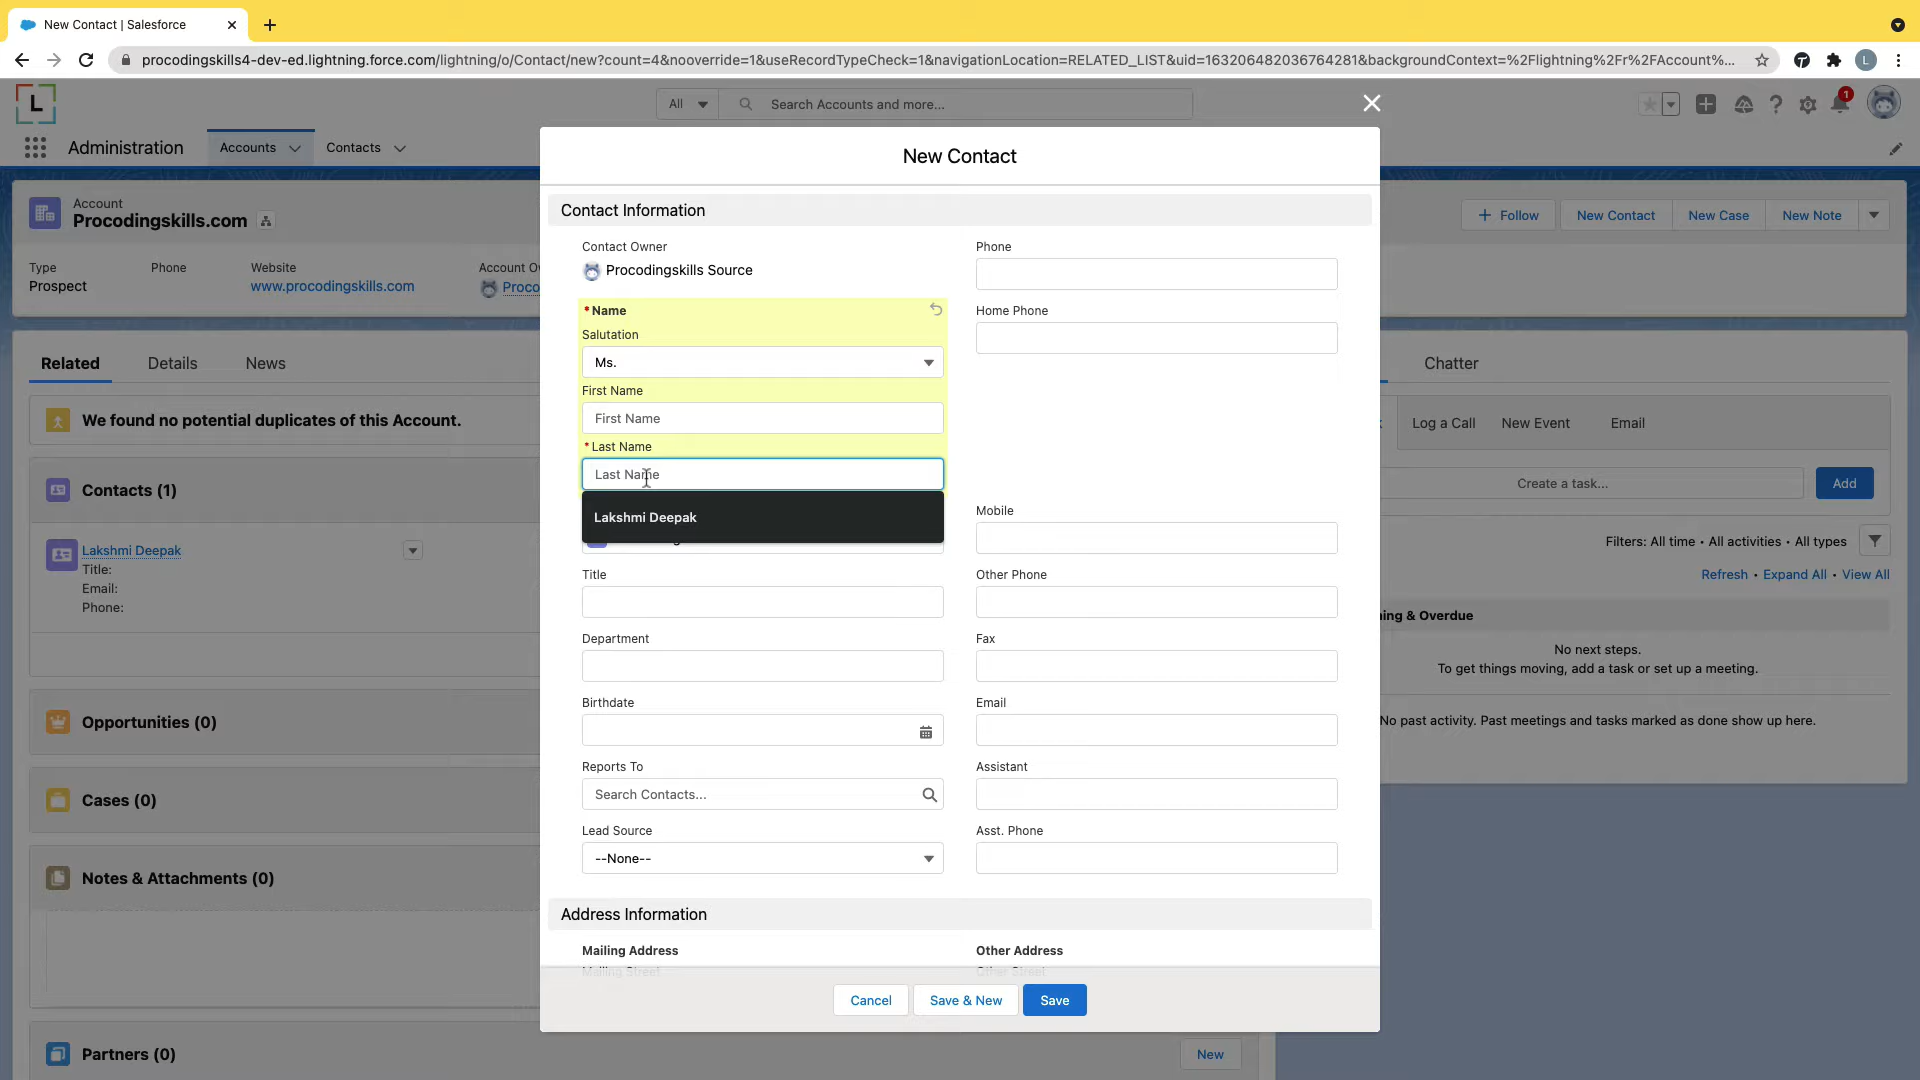 New Contact | Salesforce
procodingskills4-dev-ed.lightning.force.com/lightning/o/Contact/new?count=4&nooverride=1&useRecordTypeCheck=1&navigationLocation=RELATED_LIST&uid=163206482036764281&backgroundContext=%2Flightning%2Fr%2FAccount%...
L
L
All
Search Accounts and more...
1
Administration
Accounts
Contacts
Account
Procodingskills.com
Follow
New Contact
New Case
New Note
Type
Phone
Website
Account O
Prospect
www.procodingskills.com
Proco
Related
Details
News
We found no potential duplicates of this Account.
Contacts (1)
Lakshmi Deepak
Title:
Email:
Phone:
Opportunities (0)
Cases (0)
Notes & Attachments (0)
Partners (0)
New
New Contact
Contact Information
Contact Owner
Procodingskills Source
*Name
Salutation
Ms.
First Name
First Name
*Last Name
Last Name
Lakshmi Deepak
Title
Department
Birthdate
Reports To
Search Contacts...
Lead Source
--None--
Phone
Home Phone
Mobile
Other Phone
Fax
Email
Assistant
Asst. Phone
Address Information
Mailing Address
Other Address
Mailing Street
Other Street
Cancel
Save & New
Save
Chatter
Log a Call
New Event
Email
Create a task...
Add
Filters: All time • All activities • All types
Refresh • Expand All • View All
ing & Overdue
No next steps.
To get things moving, add a task or set up a meeting.
No past activity. Past meetings and tasks marked as done show up here.